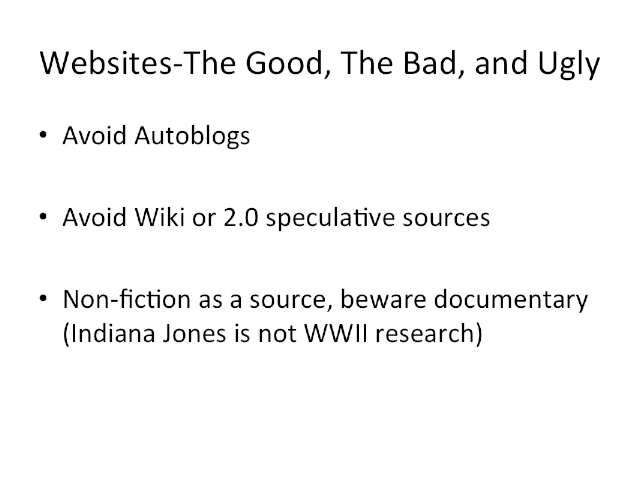 Websites-The Good, The Bad, and Ugly
• Avoid Autoblogs
• Avoid Wiki or 2.0 speculative sources
• Non-fiction as a source, beware documentary
(Indiana Jones is not WWII research)